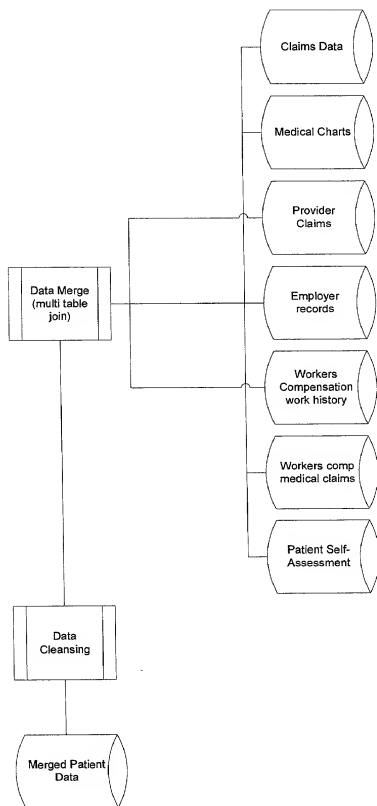 Claims Data
Medical Charts
Provider
Claims
Data Merge
(multi table
join)
Employer
records
Workers
Compensation
work history
Workers comp
medical claims
Patient Self-
Assessment
Data
Cleansing
Merged Patient
Data